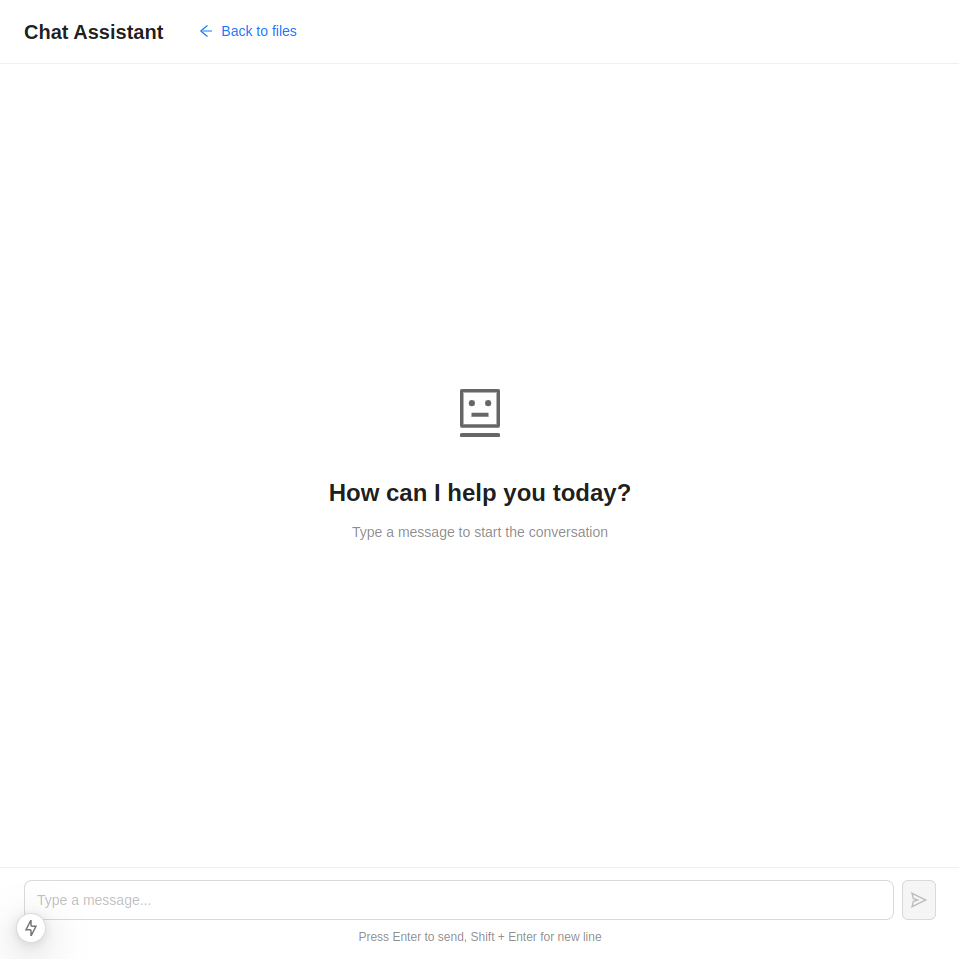 Chat Assistant
Back to files
How can I help you today?
Type a message to start the conversation
Type a message...
Press Enter to send, Shift + Enter for new line